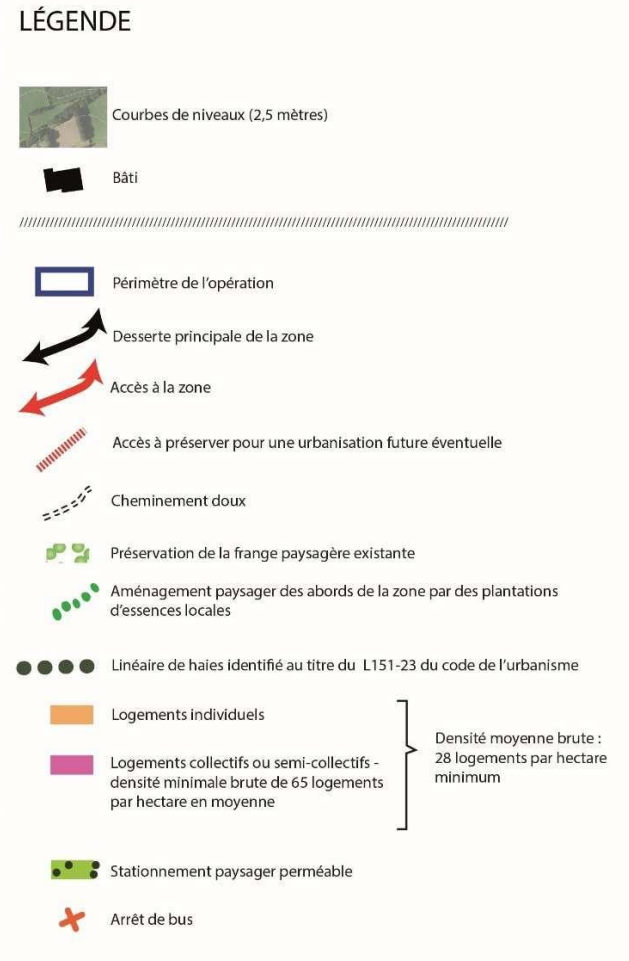 LÉGENDE
Courbes de niveaux (2,5 mètres)
Bâti
Périmètre de l'opération
Desserte principale de la zone
Accès à la zone
Accès à préserver pour une urbanisation future éventuelle
Cheminement doux
Préservation de la frange paysagère existante
Aménagement paysager des abords de la zone par des plantations
d'essences locales
Linéaire de haies identifié au titre du L151-23 du code de l'urbanisme
Logements individuels
Logements collectifs ou semi-collectifs -
densité minimale brute de 65 logements
par hectare en moyenne
Densité moyenne brute :
28 logements par hectare
minimum
Stationnement paysager perméable
Arrêt de bus